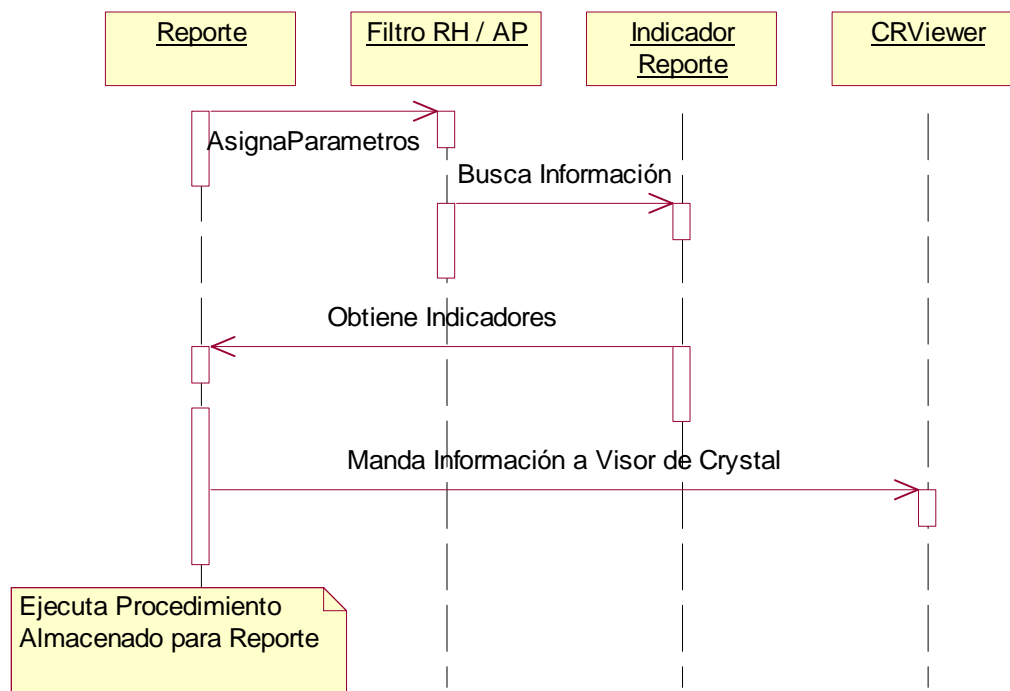 Reporte
Filtro RH / AP
Indicador
Reporte
CRViewer
AsignaParametros
Busca Información
Obtiene Indicadores
Manda Información a Visor de Crystal
Ejecuta Procedimiento
Almacenado para Reporte